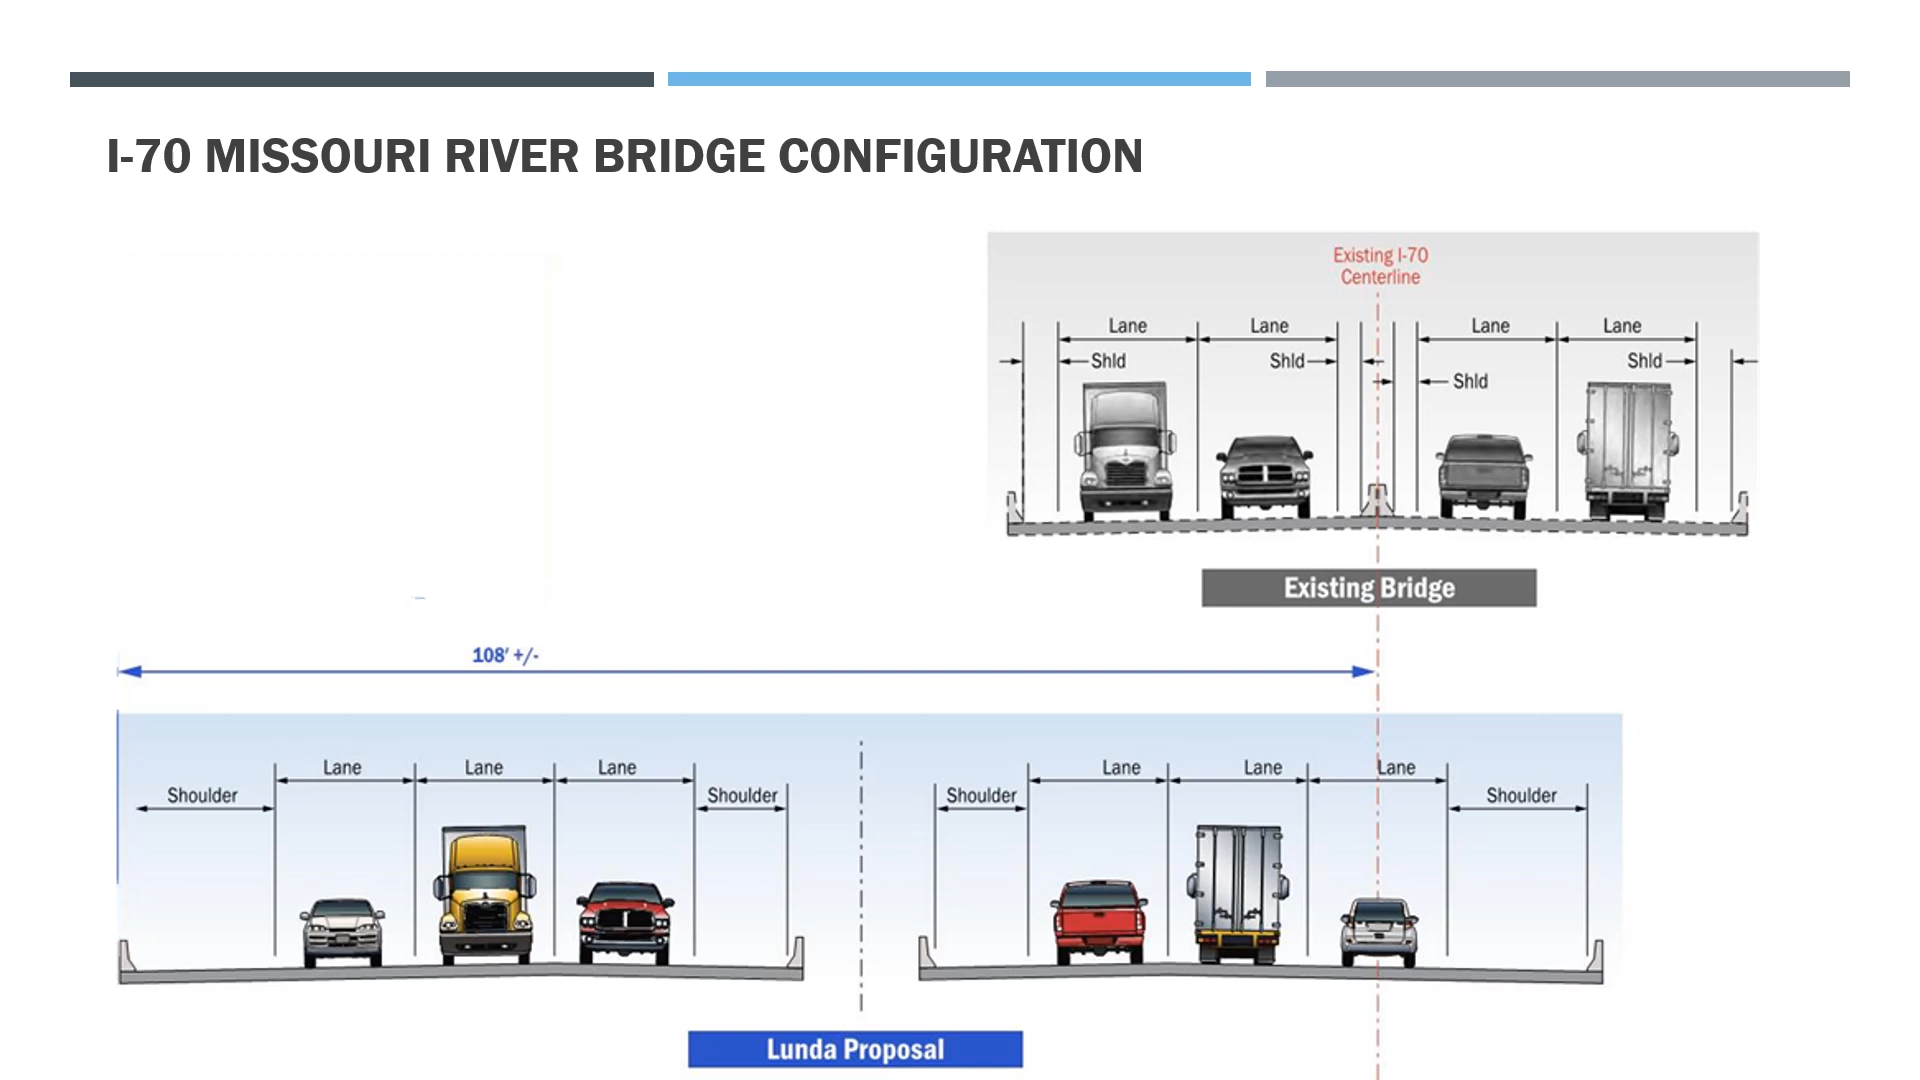 I-70 MISSOURI RIVER BRIDGE CONFIGURATION
Existing I-70
Centerline
Lane
Lane
Lane
Lane
Shld
Shld
Shld
Shld
Existing Bridge
108' +/-
Lane
Lane
Lane
Lane
Lane
Lane
Shoulder
Shoulder
Shoulder
Shoulder
Lunda Proposal